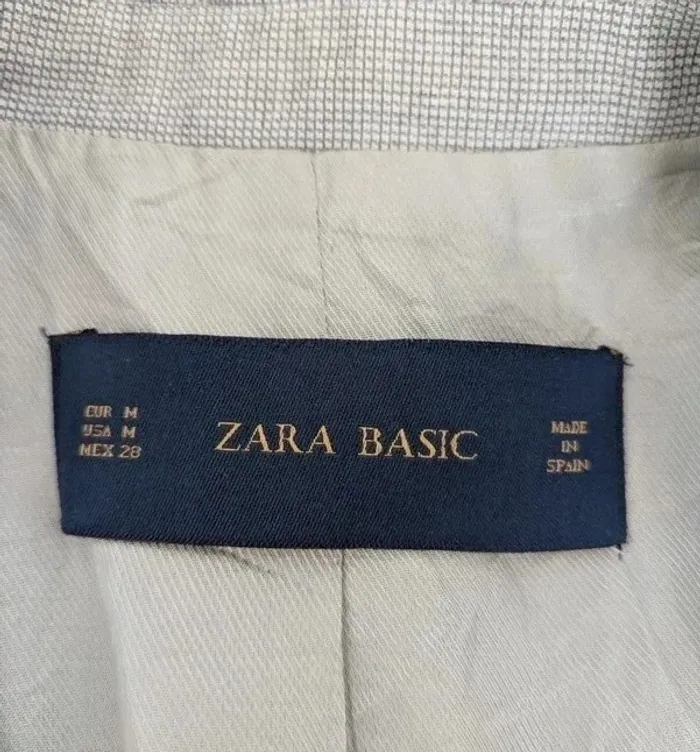 EUR M
USA M
MEX 28
ZARA BASIC
MADE
IN
SPAIN